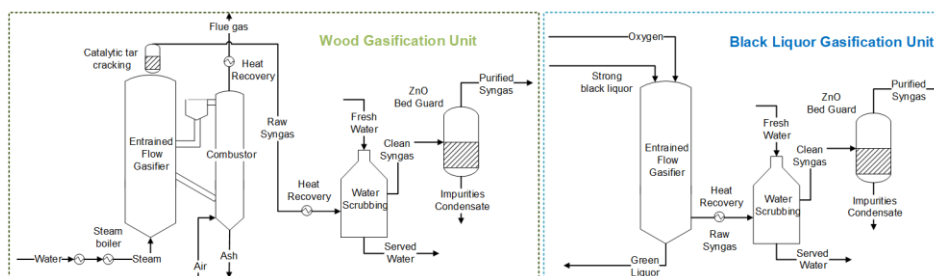 Flue gas
Wood Gasification Unit
Catalytic tar
cracking
Heat
Recovery
Purified
Syngas
ZnO
Bed Guard
Raw
Syngas
Fresh
Water
Clean
Syngas
Entrained
Flow
Gasifier
Combustor
Heat
Recovery
Water
Scrubbing
Impurities
Condensate
Steam
boiler
Water
Steam
Air
Ash
Served
Water
Oxygen
Black Liquor Gasification Unit
Strong
black liquor
Purified
Syngas
ZnO
Bed Guard
Fresh
Water
Clean
Syngas
Entrained
Flow
Gasifier
Heat
Recovery
Raw
Syngas
Water
Scrubbing
Impurities
Condensate
Green
Liquor
Served
Water